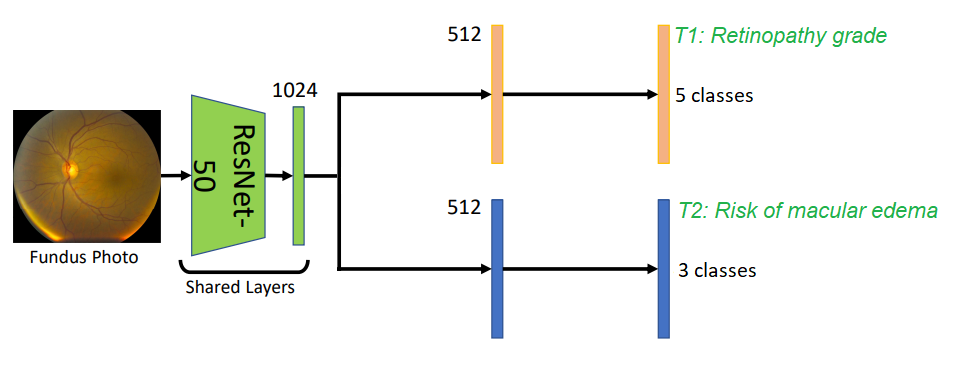 Fundus Photo
ResNet-
50
Shared Layers
1024
512
T1: Retinopathy grade
5 classes
512
T2: Risk of macular edema
3 classes